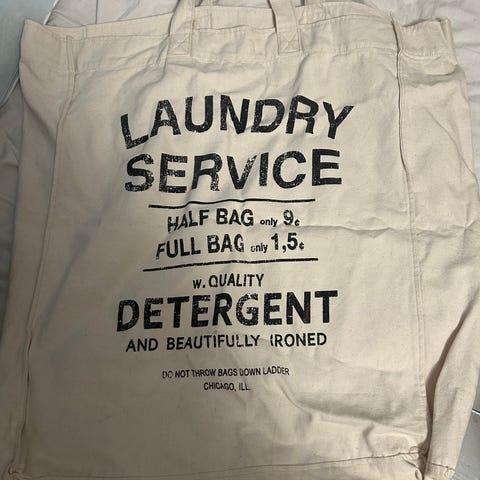 LAUNDRY
SERVICE
HALF BAG only 9¢
FULL BAG only 1,5¢
W. QUALITY
DETERGENT
AND BEAUTIFULLY IRONED
DO NOT THROW BAGS DOWN LADDER
CHICAGO, ILL.